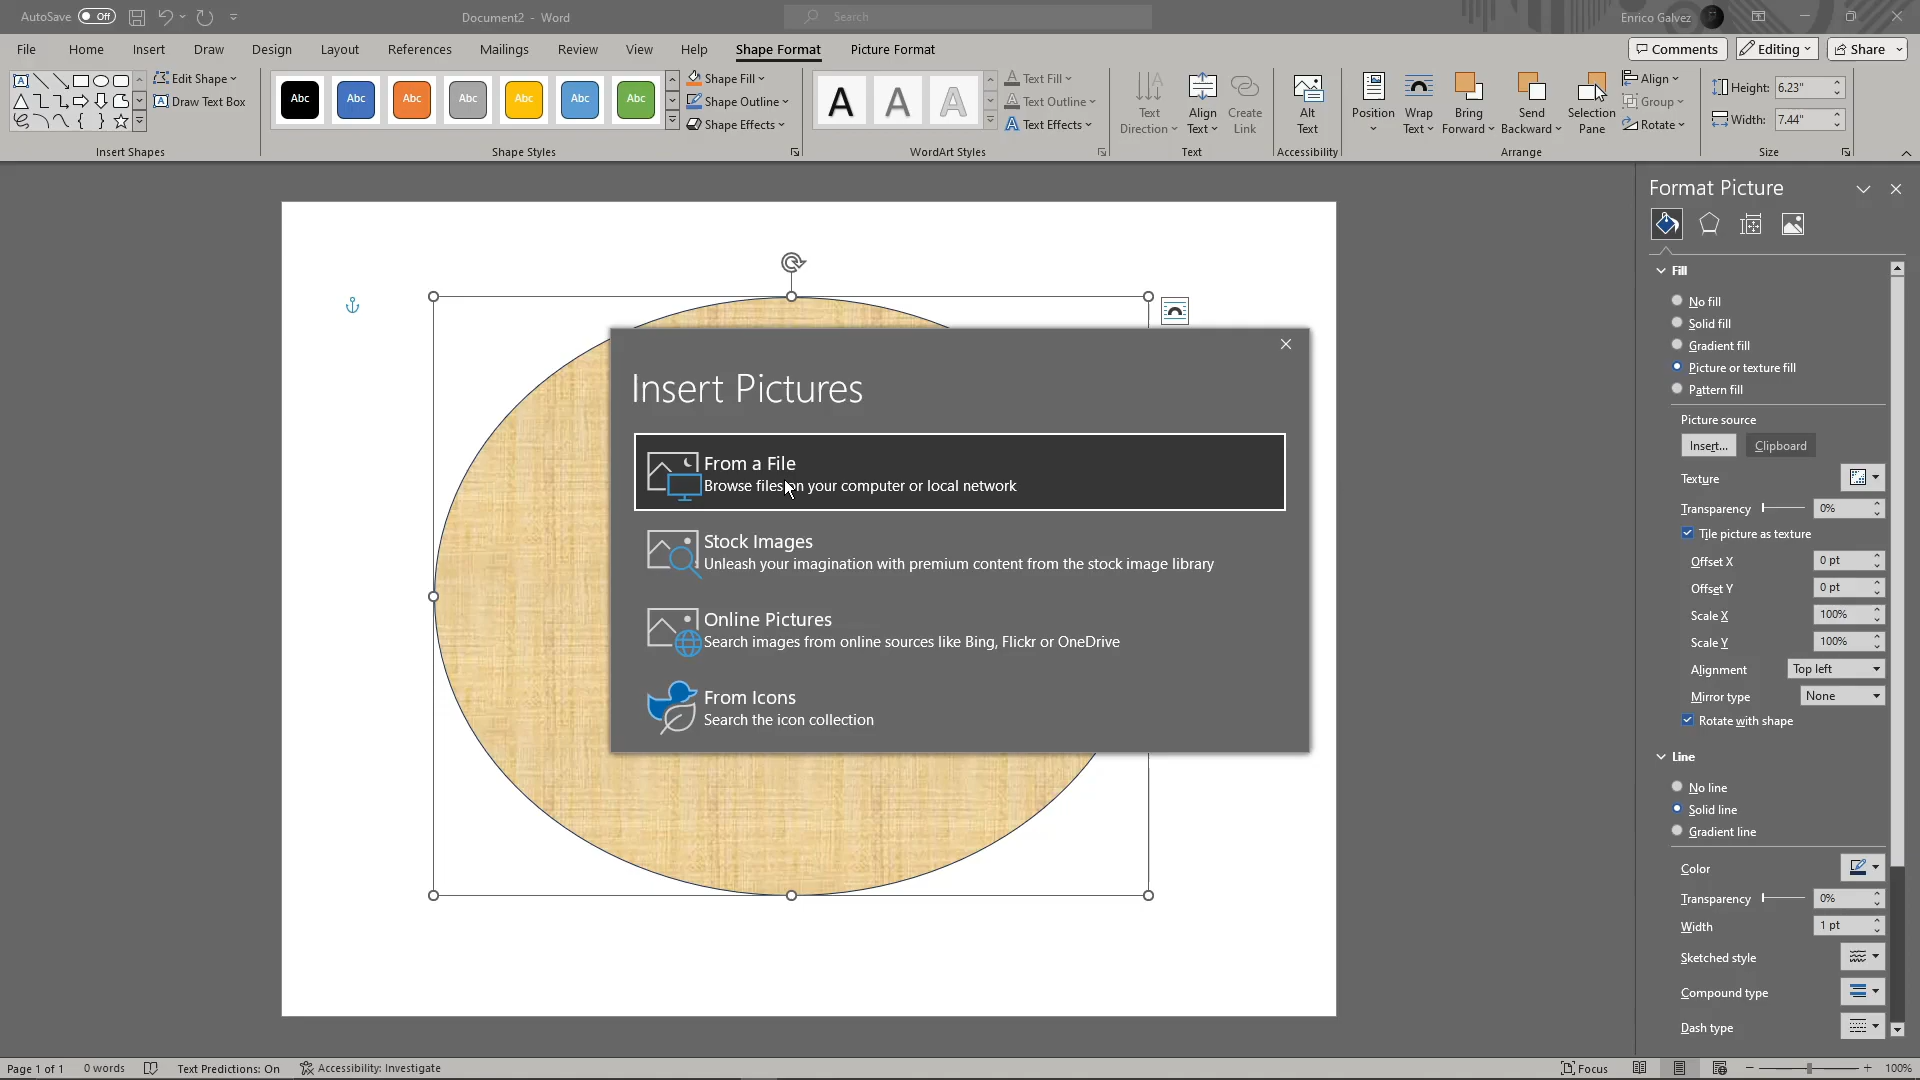 AutoSave Off
Document2 - Word
Search
Enrico Galvez
File Home Insert Draw Design Layout References Mailings Review View Help Shape Format Picture Format
Comments Editing Share
Edit Shape
Draw Text Box
Insert Shapes
Abc Abc Abc Abc Abc Abc Abc
Shape Fill
Shape Outline
Shape Effects
Shape Styles
A A A
Text Fill
Text Outline
Text Effects
WordArt Styles
Text
Direction
Align
Text
Create
Link
Text
Alt
Text
Accessibility
Position
Wrap
Text
Bring
Forward
Send
Backward
Selection
Pane
Align
Group
Rotate
Arrange
Height: 6.23"
Width: 7.44"
Size
Insert Pictures
From a File
Browse files on your computer or local network
Stock Images
Unleash your imagination with premium content from the stock image library
Online Pictures
Search images from online sources like Bing, Flickr or OneDrive
From Icons
Search the icon collection
Format Picture
Fill
No fill
Solid fill
Gradient fill
Picture or texture fill
Pattern fill
Picture source
Insert... Clipboard
Texture
Transparency 0%
Tile picture as texture
Offset X 0 pt
Offset Y 0 pt
Scale X 100%
Scale Y 100%
Alignment Top left
Mirror type None
Rotate with shape
Line
No line
Solid line
Gradient line
Color
Transparency 0%
Width 1 pt
Sketched style
Compound type
Dash type
Page 1 of 1 0 words Text Predictions: On Accessibility: Investigate
Focus
100%